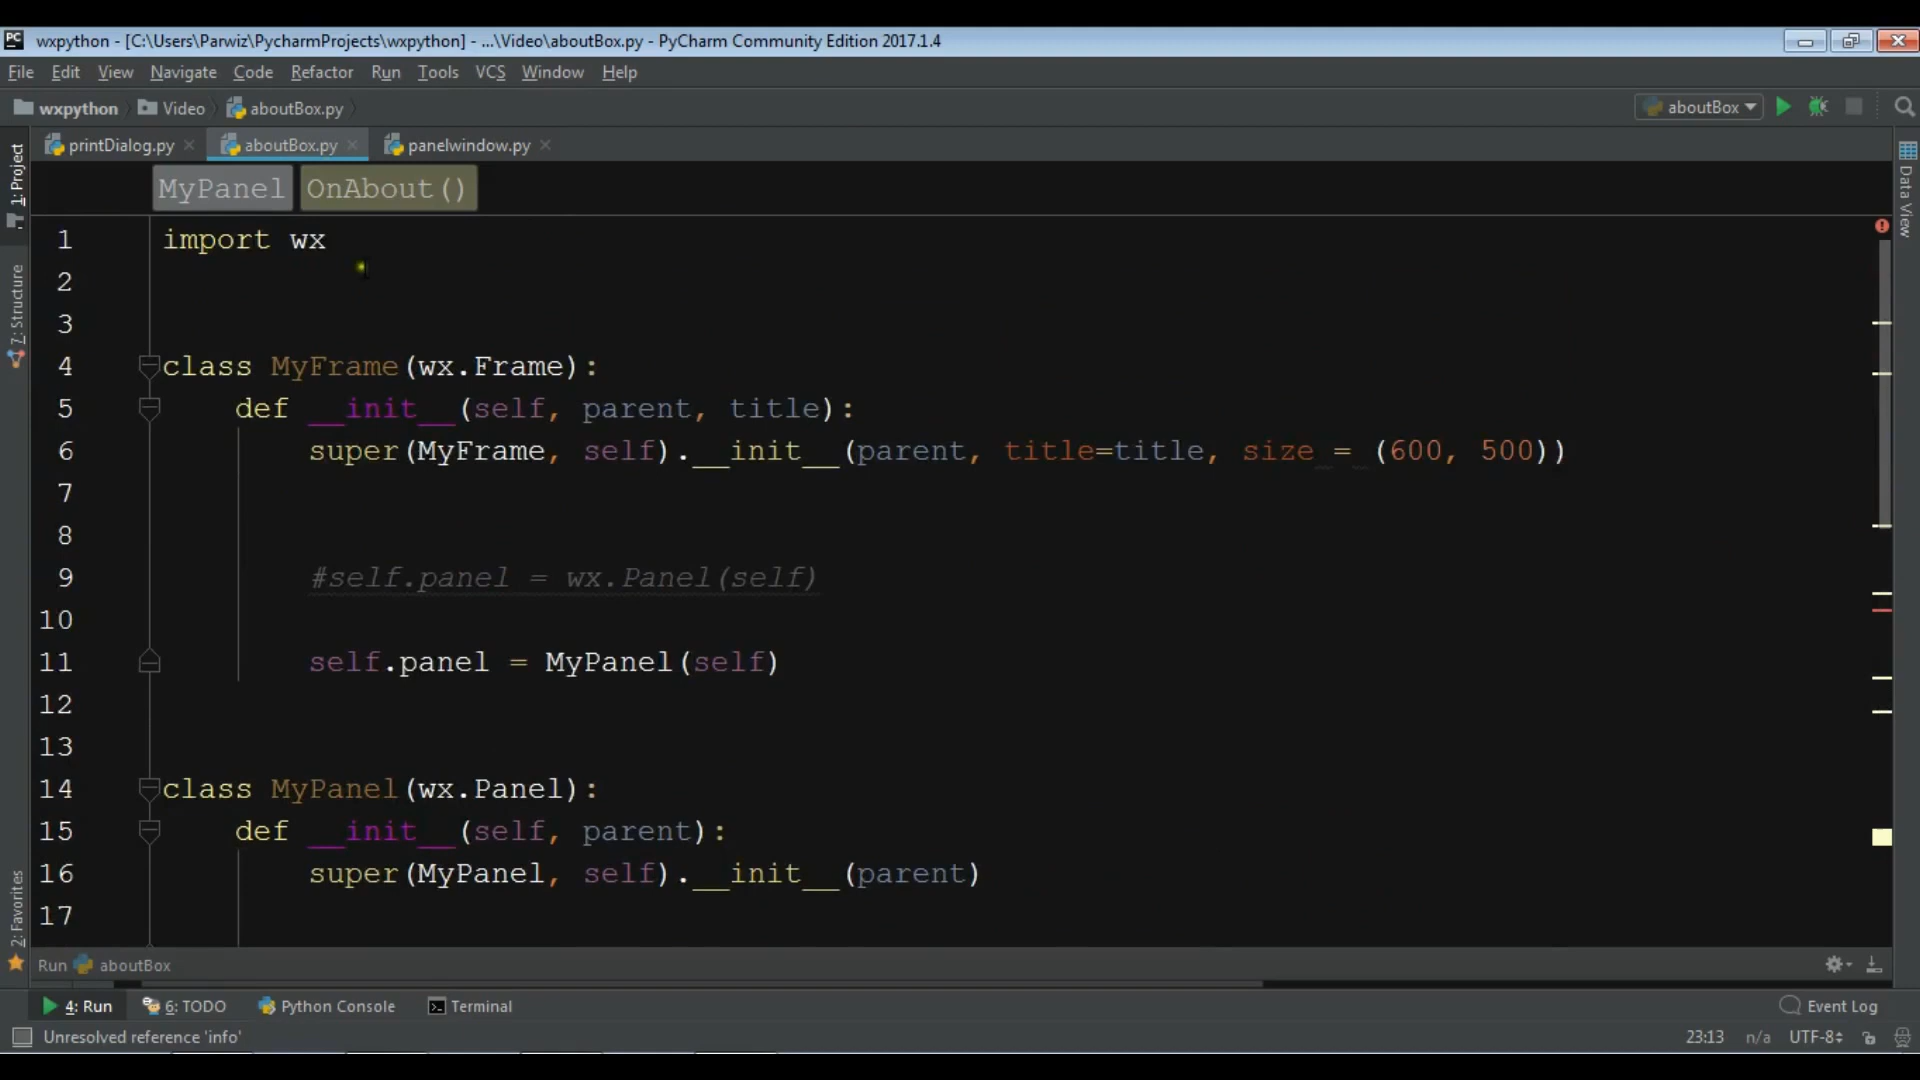 wxpython - [C:\Users\Parwiz\PycharmProjects\wxpython] - ...\Video\aboutBox.py - PyCharm Community Edition 2017.1.4
File Edit View Navigate Code Refactor Run Tools VCS Window Help
wxpython Video aboutBox.py aboutBox
printDialog.py aboutBox.py panelwindow.py
1: Project
7: Structure
2: Favorites
Data View
MyPanel OnAbout()
1 import wx
2
3
4 class MyFrame(wx.Frame):
5 def __init__(self, parent, title):
6 super(MyFrame, self).__init__(parent, title=title, size = (600, 500))
7
8
9 #self.panel = wx.Panel(self)
10
11 self.panel = MyPanel(self)
12
13
14 class MyPanel(wx.Panel):
15 def __init__(self, parent):
16 super(MyPanel, self).__init__(parent)
17
Run aboutBox
4: Run 6: TODO Python Console Terminal Event Log
Unresolved reference 'info' 23:13 n/a UTF-8